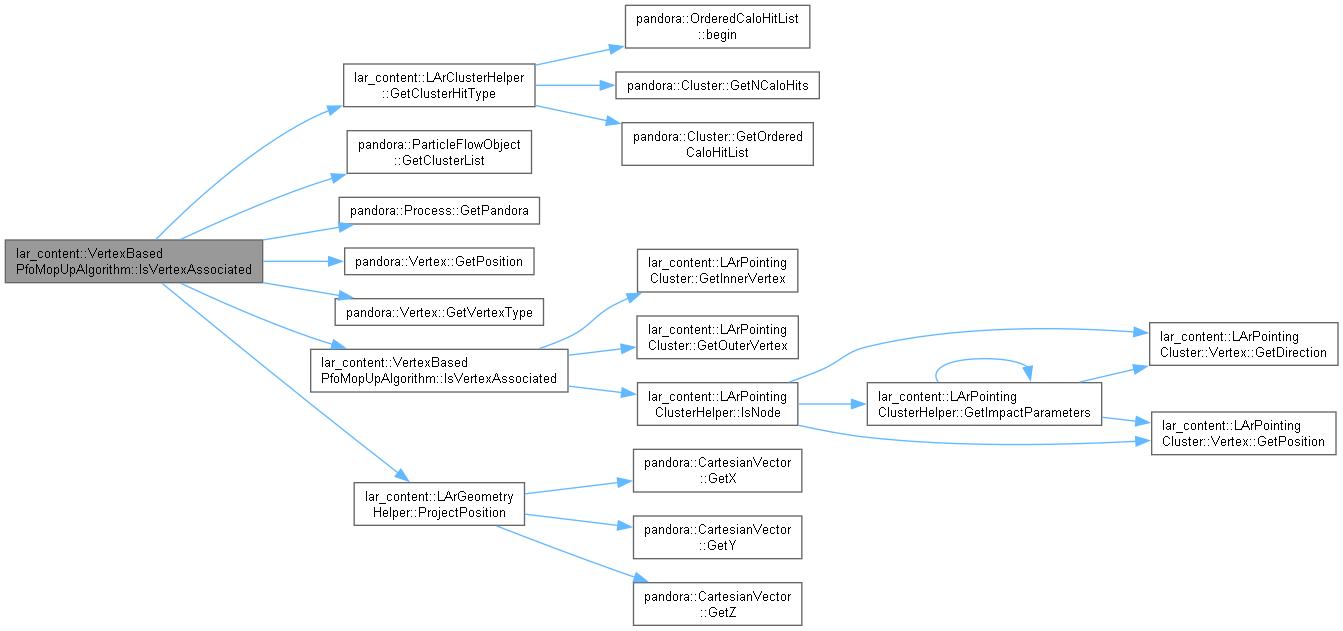 lar_content::VertexBased
PfoMopUpAlgorithm::IsVertexAssociated
lar_content::LArClusterHelper
::GetClusterHitType
pandora::OrderedCaloHitList
::begin
pandora::Cluster::GetNCaloHits
pandora::Cluster::GetOrdered
CaloHitList
pandora::ParticleFlowObject
::GetClusterList
pandora::Process::GetPandora
pandora::Vertex::GetPosition
pandora::Vertex::GetVertexType
lar_content::VertexBased
PfoMopUpAlgorithm::IsVertexAssociated
lar_content::LArPointing
Cluster::GetInnerVertex
lar_content::LArPointing
Cluster::GetOuterVertex
lar_content::LArPointing
ClusterHelper::IsNode
lar_content::LArPointing
ClusterHelper::GetImpactParameters
lar_content::LArPointing
Cluster::Vertex::GetDirection
lar_content::LArPointing
Cluster::Vertex::GetPosition
lar_content::LArGeometry
Helper::ProjectPosition
pandora::CartesianVector
::GetX
pandora::CartesianVector
::GetY
pandora::CartesianVector
::GetZ